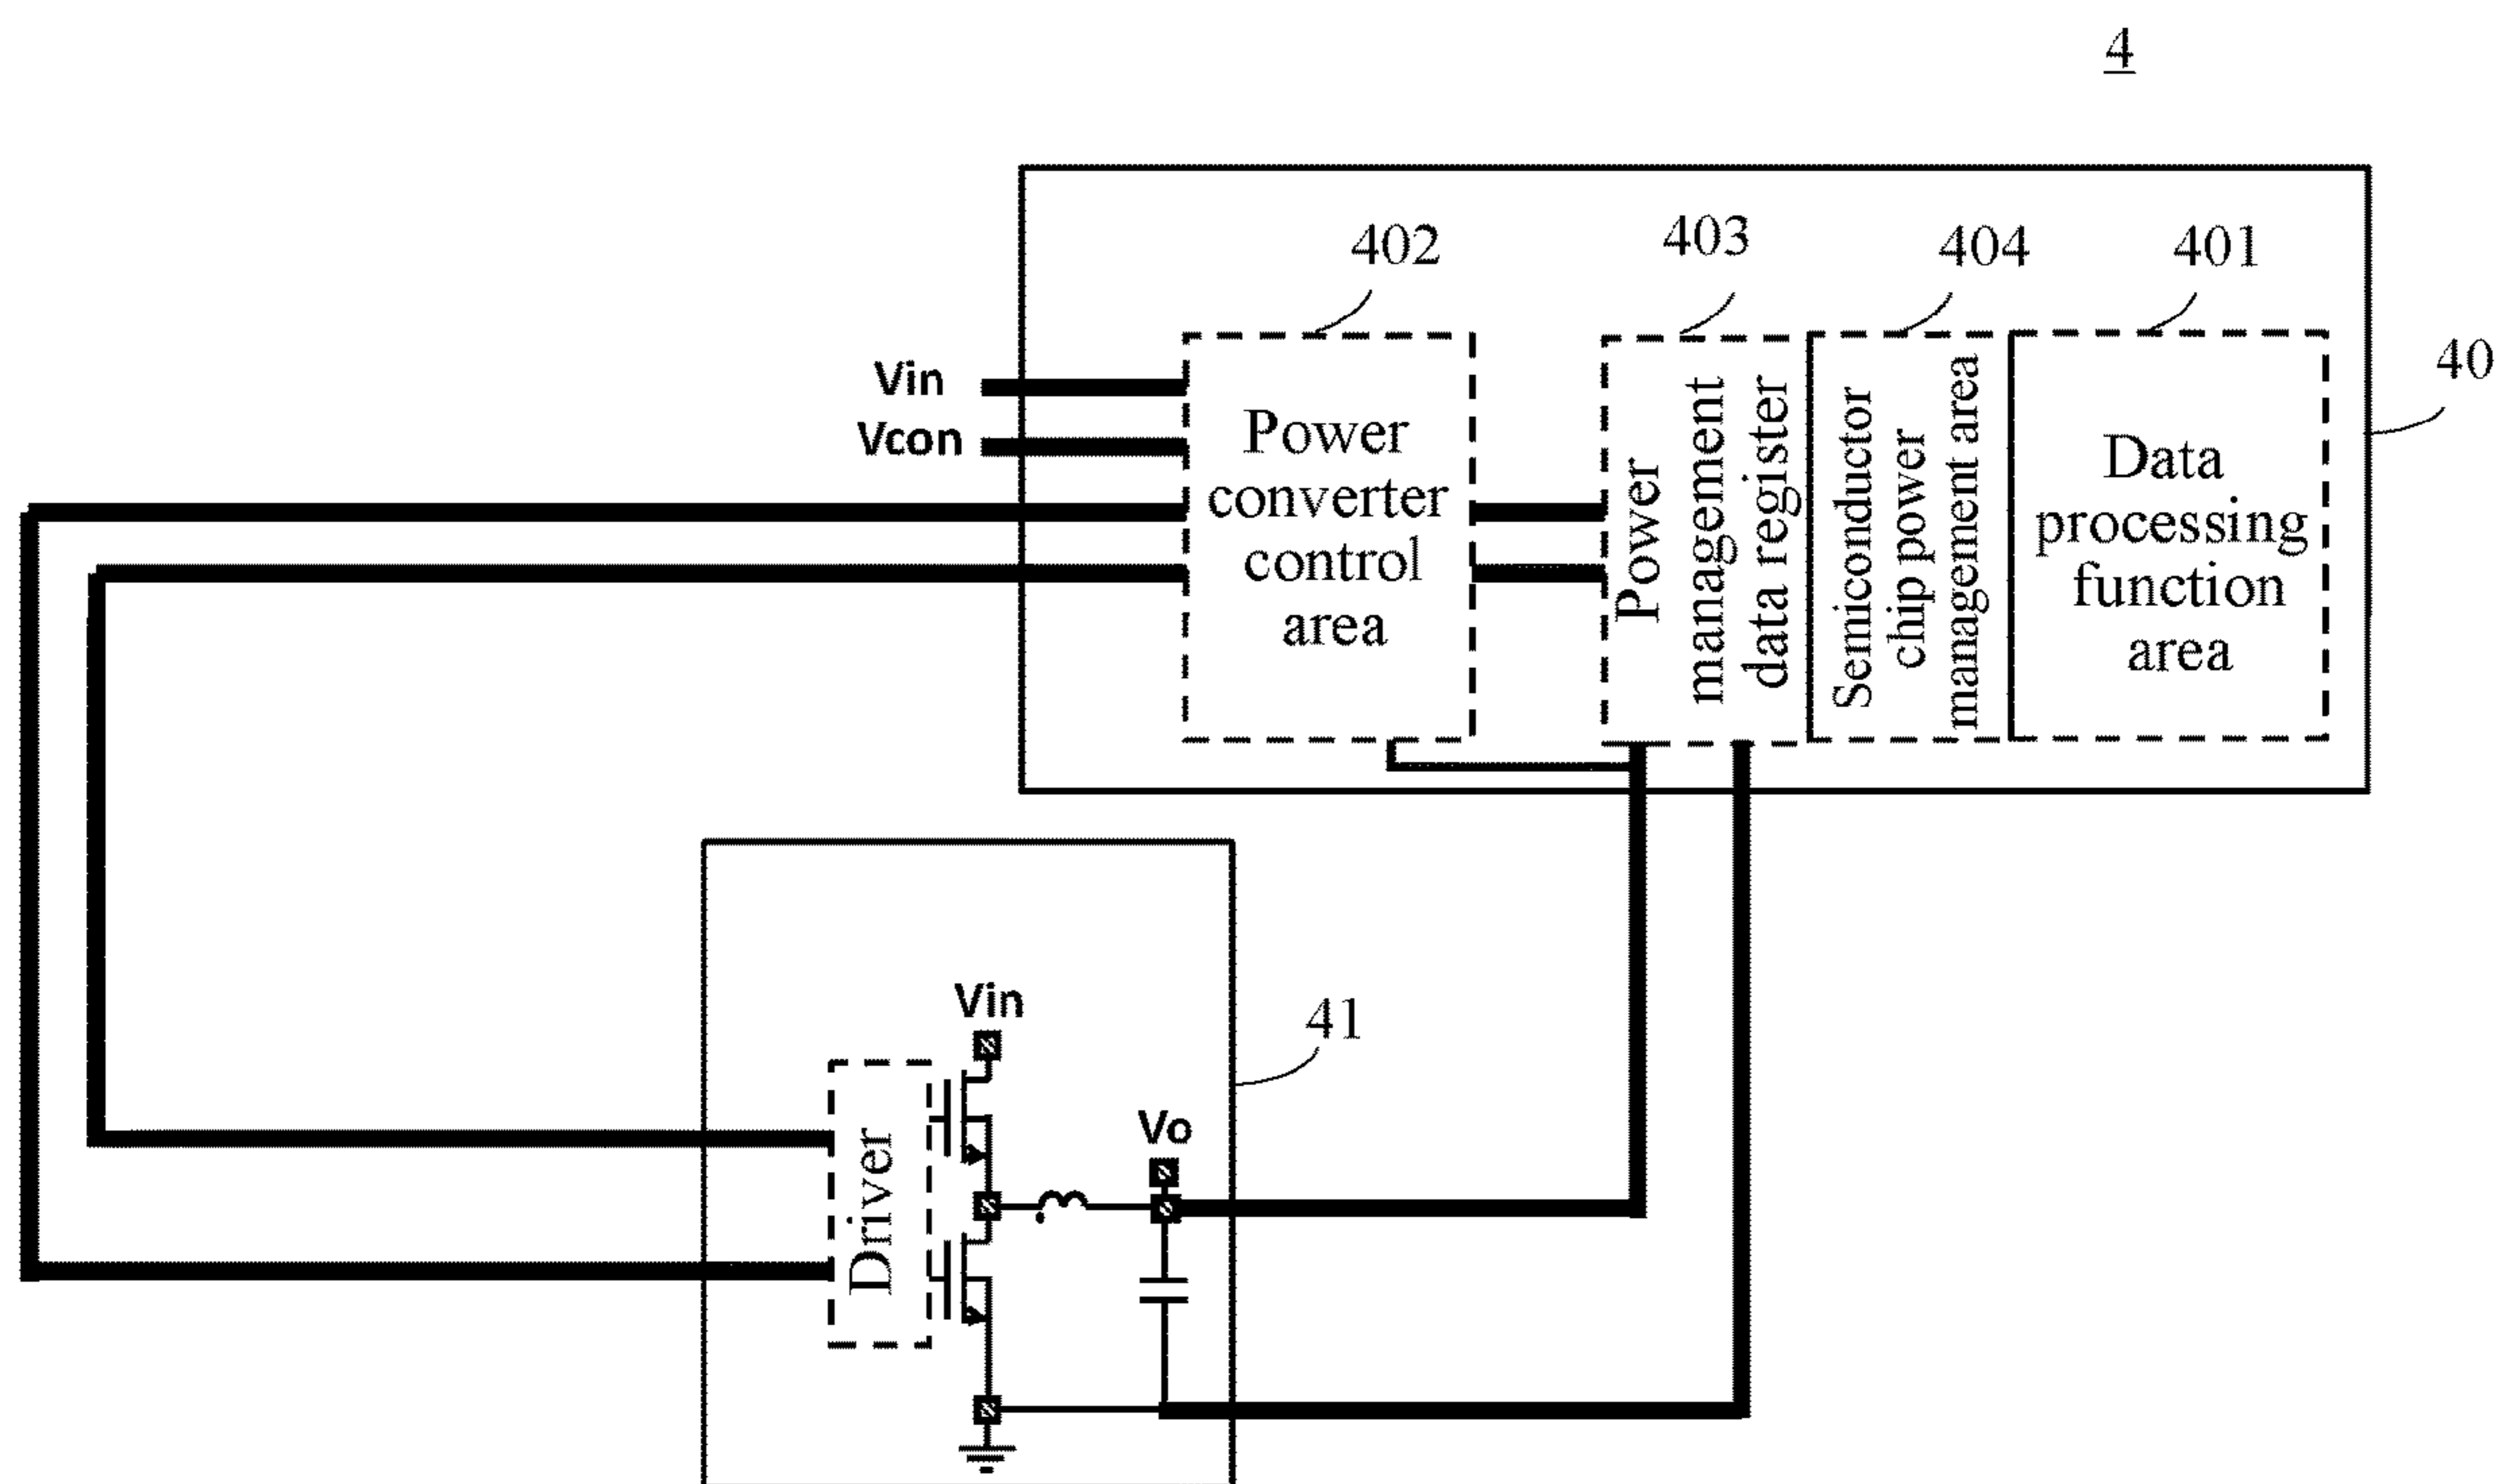 4
402
403
404
401
40
Vin
Vcon
Power
converter
control
area
Power
management
data register
Semiconductor
chip power
management area
Data
processing
function
area
41
Vin
Vo
Driver